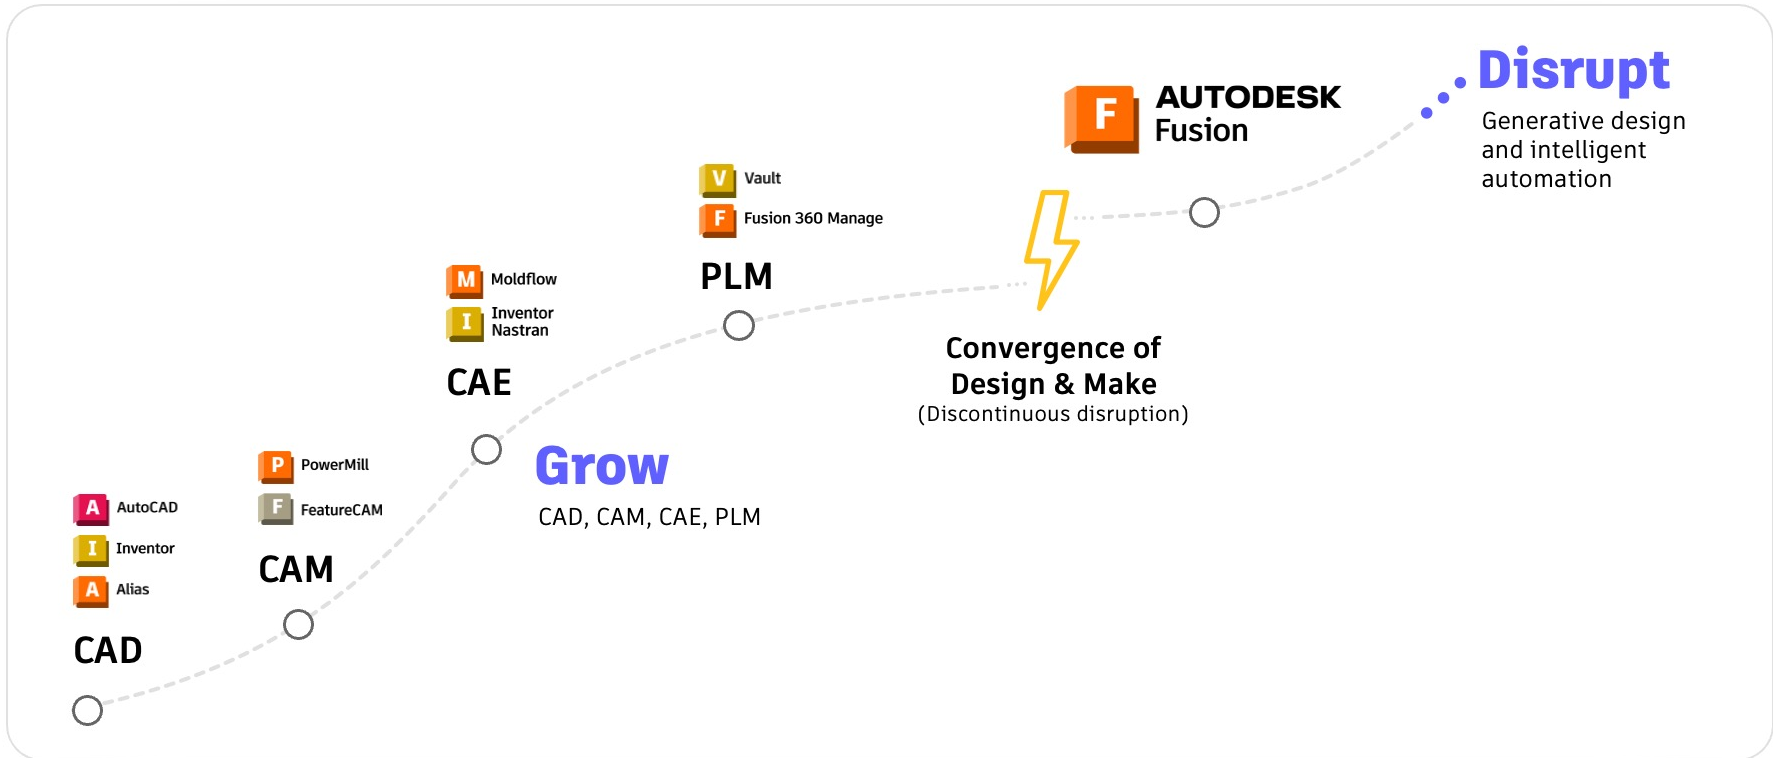 A AutoCAD
I Inventor
A Alias
CAD
P PowerMill
F FeatureCAM
CAM
M Moldflow
I Inventor
Nastran
CAE
Grow
CAD, CAM, CAE, PLM
V Vault
F Fusion 360 Manage
PLM
Convergence of
Design & Make
(Discontinuous disruption)
F AUTODESK
Fusion
Disrupt
Generative design
and intelligent
automation